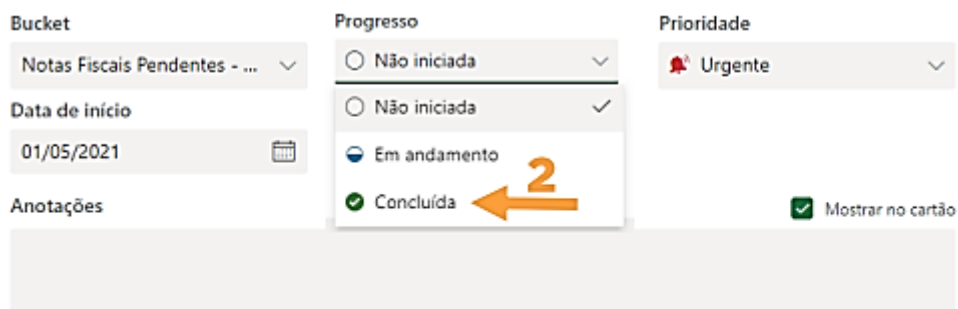 Bucket
Progresso
Prioridade
Notas Fiscais Pendentes - ...
Não iniciada
Urgente
Data de início
Não iniciada
01/05/2021
Em andamento
2
Concluída
Anotações
Mostrar no cartão